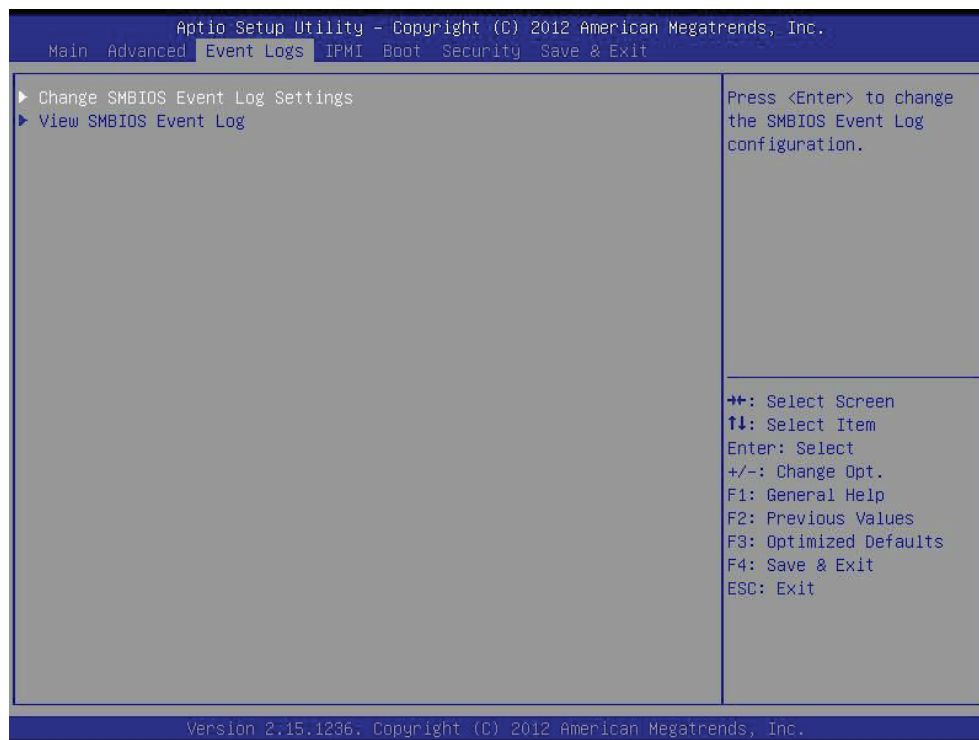 Aptio Setup Utility – Copyright (C) 2012 American Megatrends, Inc.
Main Advanced Event Logs IPMI Boot Security Save & Exit
▶ Change SMBIOS Event Log Settings
▶ View SMBIOS Event Log
Press <Enter> to change
the SMBIOS Event Log
configuration.
→←: Select Screen
↑↓: Select Item
Enter: Select
+/-: Change Opt.
F1: General Help
F2: Previous Values
F3: Optimized Defaults
F4: Save & Exit
ESC: Exit
Version 2.15.1236. Copyright (C) 2012 American Megatrends, Inc.